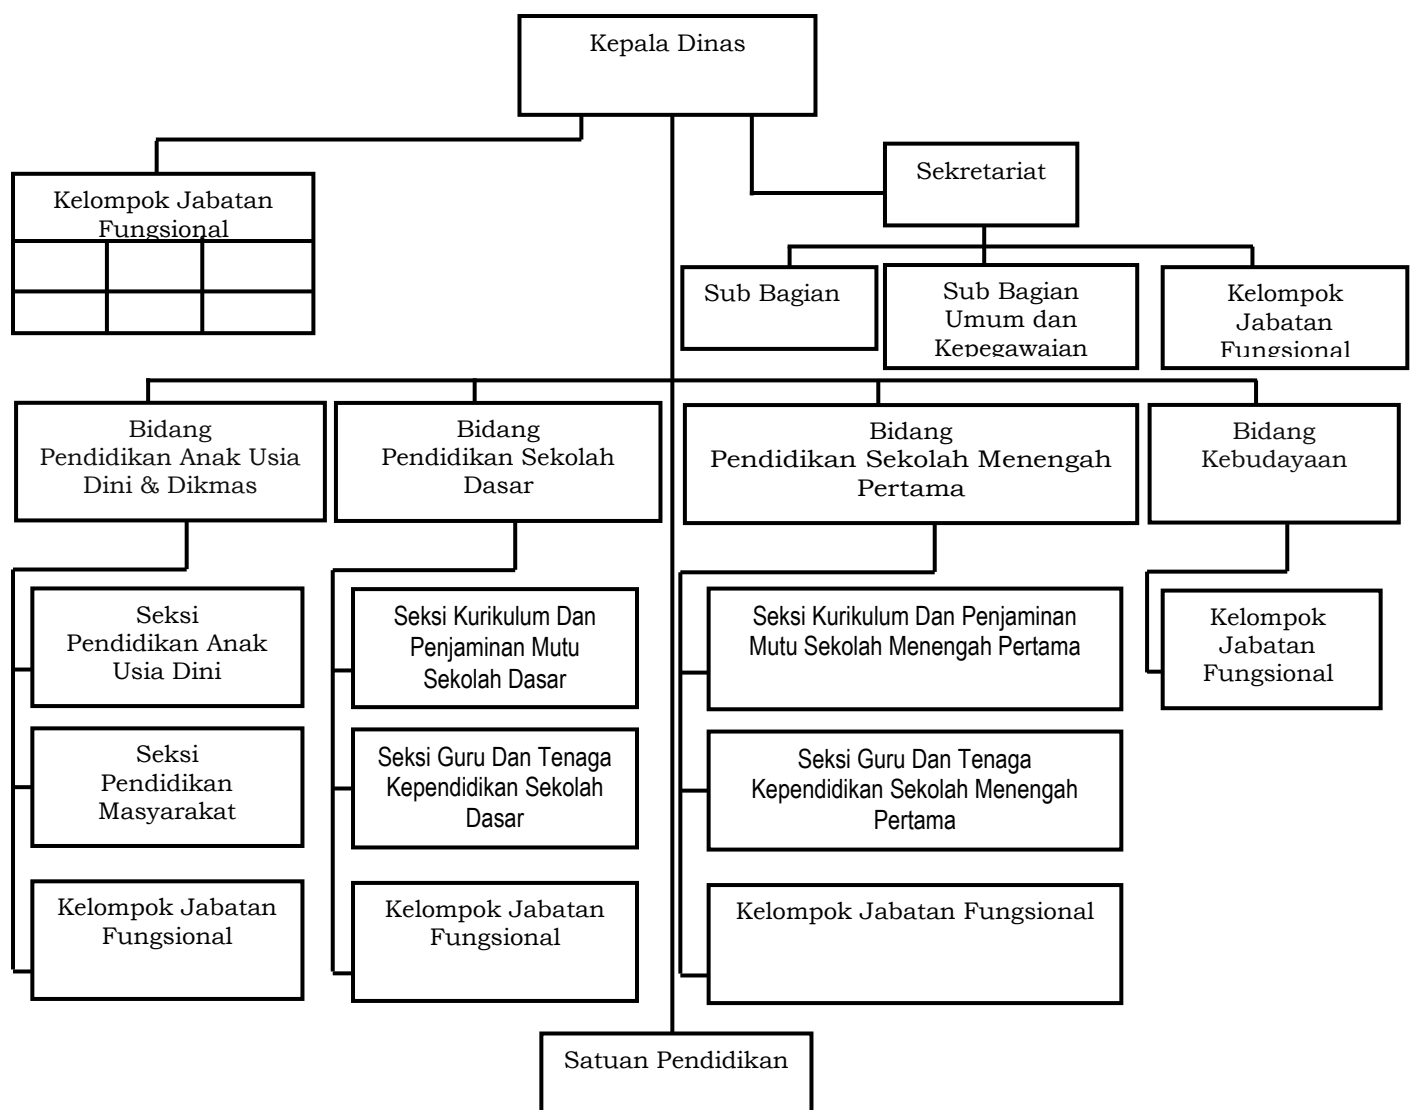 Kepala Dinas
Sekretariat
Kelompok Jabatan
Fungsional
Sub Bagian
Sub Bagian
Umum dan
Kepegawaian
Kelompok
Jabatan
Fungsional
Bidang
Pendidikan Anak Usia
Dini & Dikmas
Bidang
Pendidikan Sekolah
Dasar
Bidang
Pendidikan Sekolah Menengah
Pertama
Bidang
Kebudayaan
Seksi
Pendidikan Anak
Usia Dini
Seksi Kurikulum Dan
Penjaminan Mutu
Sekolah Dasar
Seksi Kurikulum Dan Penjaminan
Mutu Sekolah Menengah Pertama
Kelompok
Jabatan
Fungsional
Seksi
Pendidikan
Masyarakat
Seksi Guru Dan Tenaga
Kependidikan Sekolah
Dasar
Seksi Guru Dan Tenaga
Kependidikan Sekolah Menengah
Pertama
Kelompok Jabatan
Fungsional
Kelompok Jabatan
Fungsional
Kelompok Jabatan Fungsional
Satuan Pendidikan